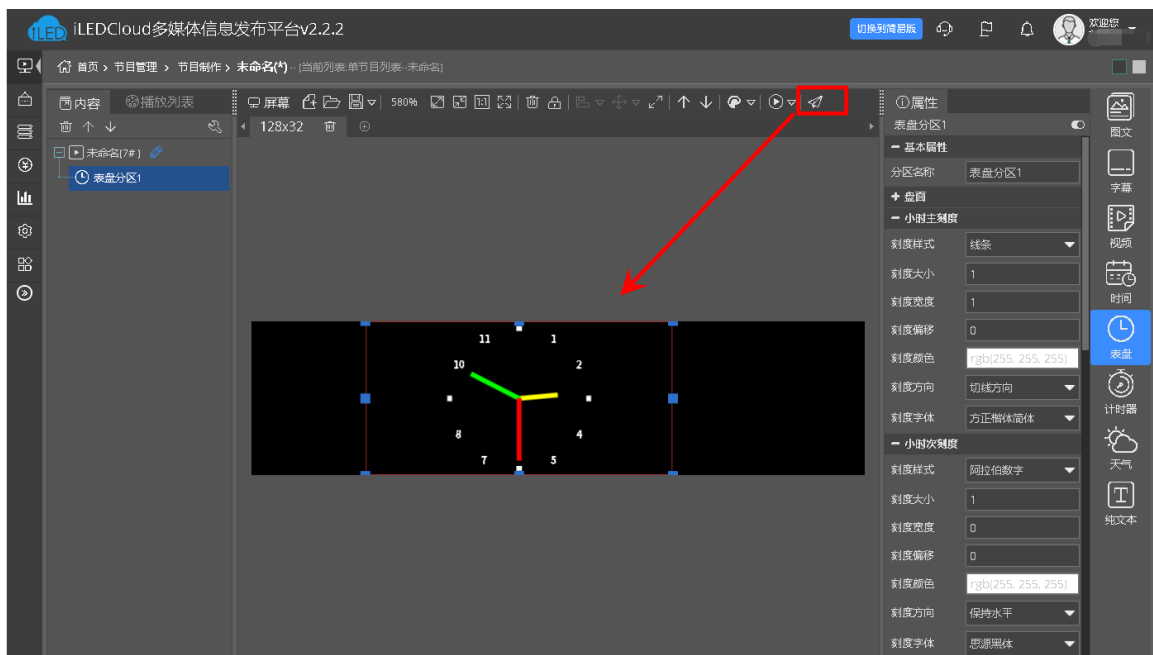 iLED iLEDCloud多媒体信息发布平台v2.2.2 切换到简易版 欢迎您
首页 > 节目管理 > 节目制作 > 未命名(*) -- (当前列表:单节目列表--未命名)
内容 播放列表 屏幕 580% 1:1 属性
128x32 表盘分区1
未命名(7#)
表盘分区1
基本属性
分区名称 表盘分区1
盘面
小时主刻度
刻度样式 线条
刻度大小 1
刻度宽度 1
刻度偏移 0
刻度颜色 rgb(255, 255, 255)
刻度方向 切线方向
刻度字体 方正楷体简体
小时次刻度
刻度样式 阿拉伯数字
刻度大小 1
刻度宽度 0
刻度偏移 0
刻度颜色 rgb(255, 255, 255)
刻度方向 保持水平
刻度字体 思源黑体
11 1
10 2
8 4
7 5
图文
字幕
视频
时间
表盘
计时器
天气
纯文本